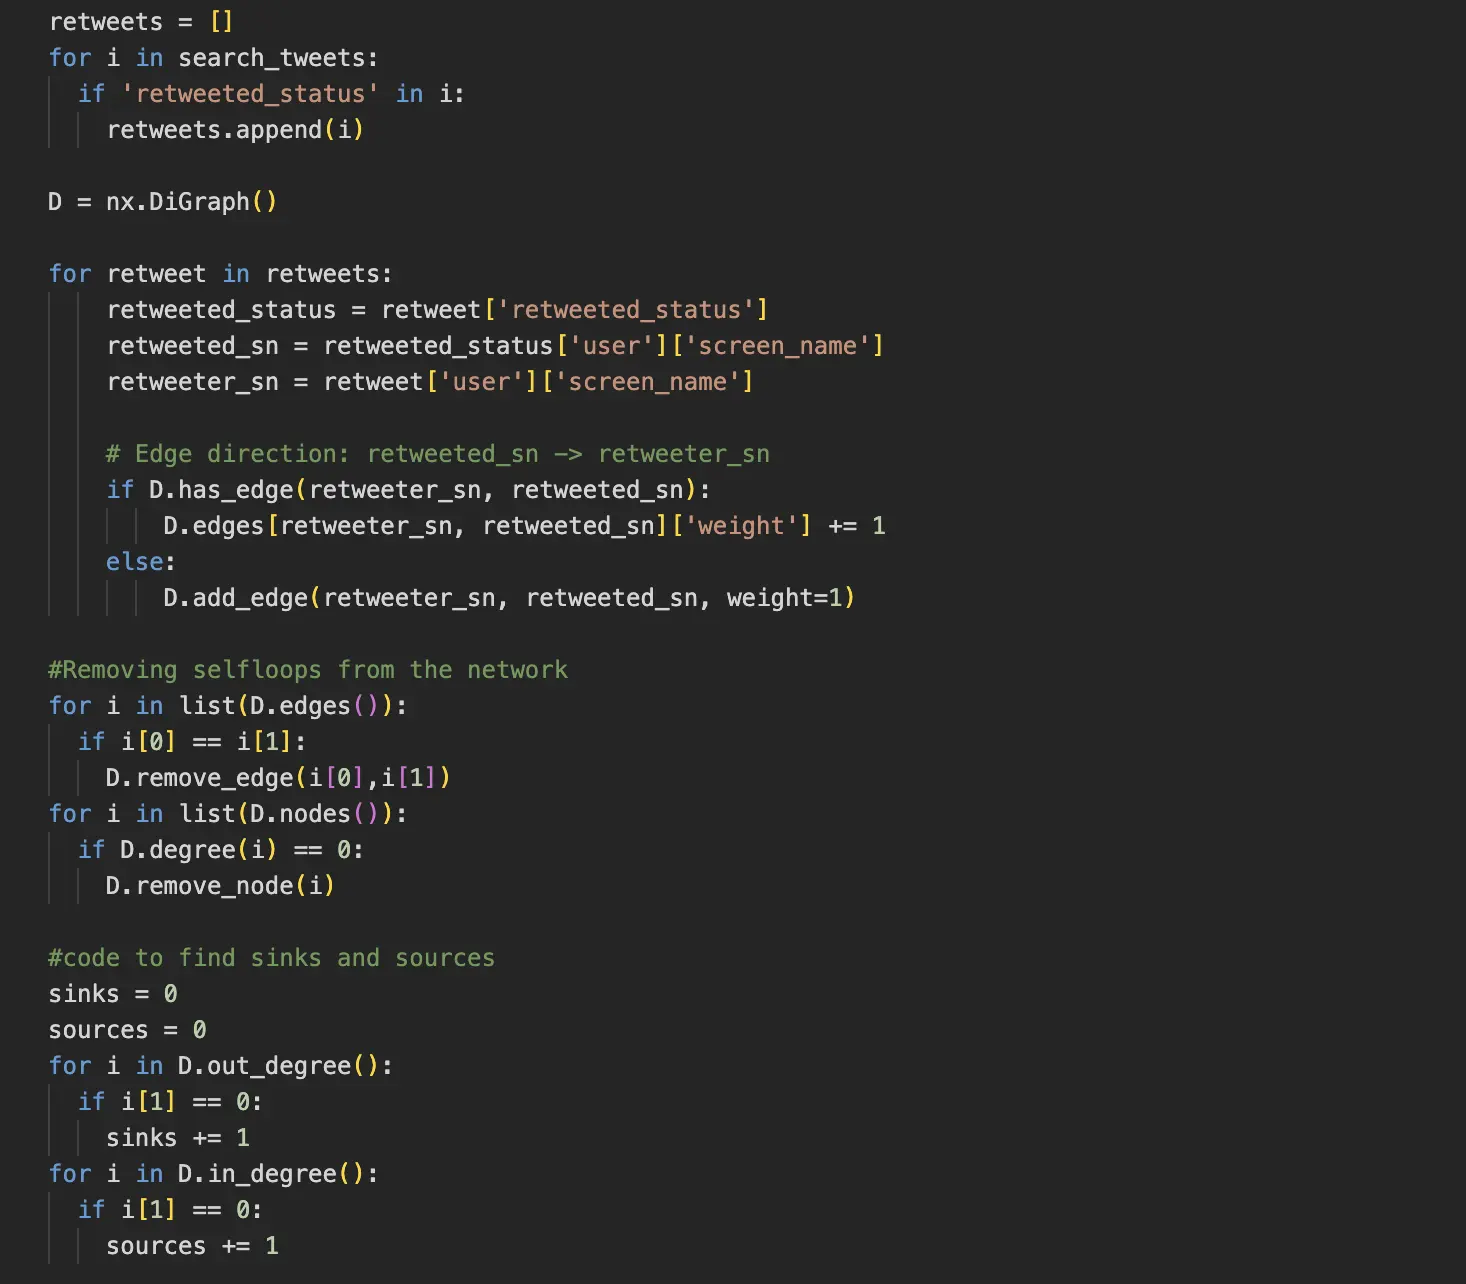 retweets = []
for i in search_tweets:
  if 'retweeted_status' in i:
    retweets.append(i)

D = nx.DiGraph()

for retweet in retweets:
    retweeted_status = retweet['retweeted_status']
    retweeted_sn = retweeted_status['user']['screen_name']
    retweeter_sn = retweet['user']['screen_name']

    # Edge direction: retweeted_sn -> retweeter_sn
    if D.has_edge(retweeter_sn, retweeted_sn):
        D.edges[retweeter_sn, retweeted_sn]['weight'] += 1
    else:
        D.add_edge(retweeter_sn, retweeted_sn, weight=1)

#Removing selfloops from the network
for i in list(D.edges()):
  if i[0] == i[1]:
    D.remove_edge(i[0],i[1])
for i in list(D.nodes()):
  if D.degree(i) == 0:
    D.remove_node(i)

#code to find sinks and sources
sinks = 0
sources = 0
for i in D.out_degree():
  if i[1] == 0:
    sinks += 1
for i in D.in_degree():
  if i[1] == 0:
    sources += 1